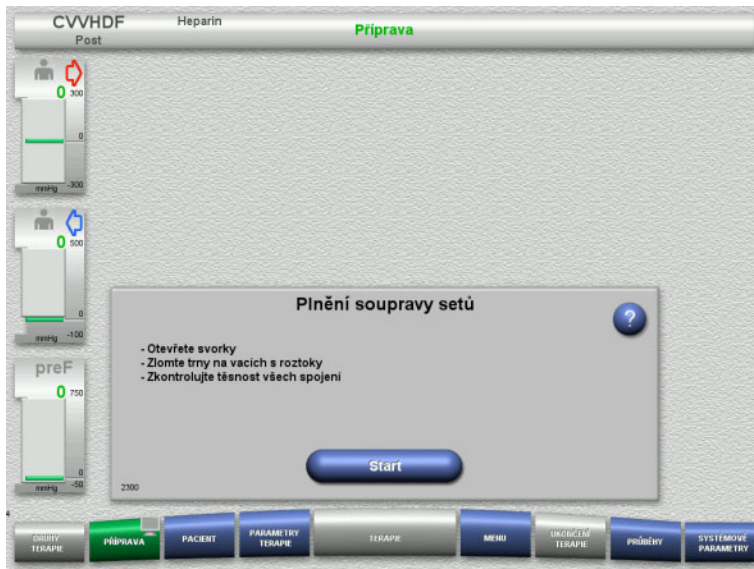 CVVHDF
Heparin
Příprava
Post
0
300
0
-300
mmHg
0
500
0
-100
mmHg
preF
0
750
0
-50
mmHg
Plnění soupravy setů
?
- Otevřete svorky
- Zlomte trny na vacích s roztoky
- Zkontrolujte těsnost všech spojení
Start
2300
DRUHY
TERAPIE
PŘÍPRAVA
PACIENT
PARAMETRY
TERAPIE
TERAPIE
MENU
UKONČENÍ
TERAPIE
PRŮBĚHY
SYSTÉMOVÉ
PARAMETRY